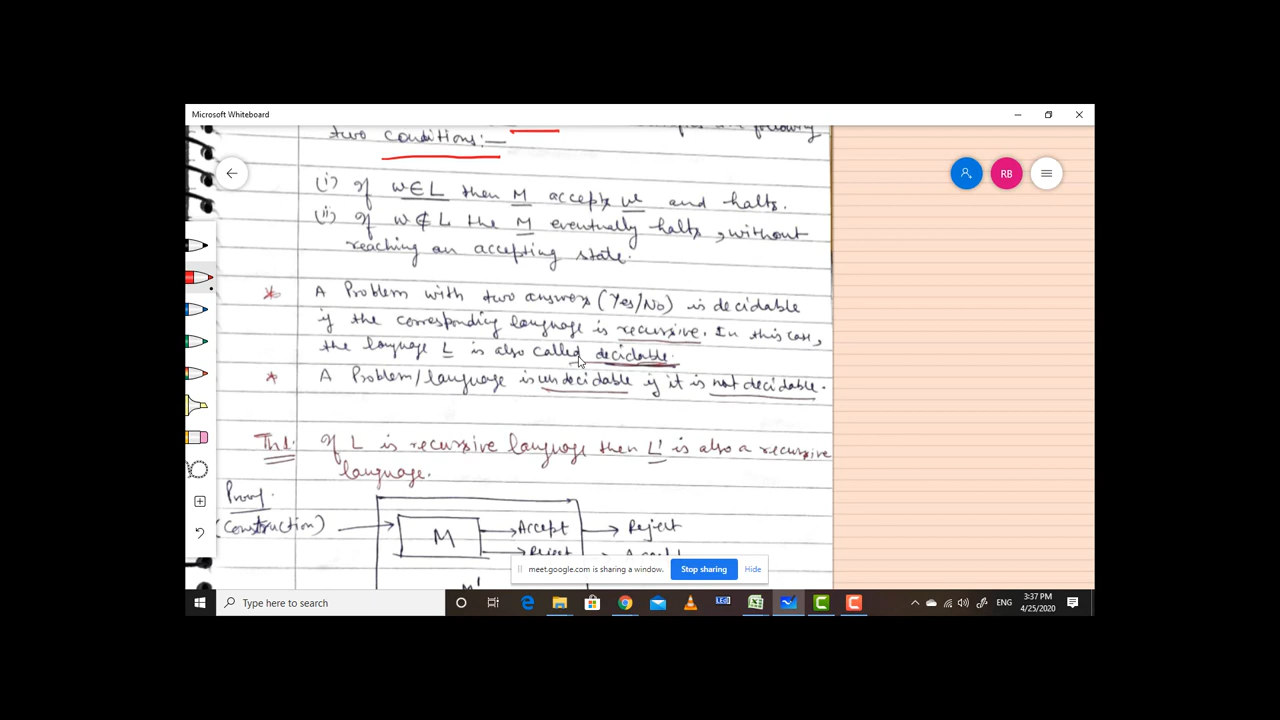 Microsoft Whiteboard
following
two conditions:—
(i) If w∈L then M accepts w and halts.
(ii) If w∉L the M eventually halts, without
reaching an accepting state.
RB
* A Problem with two answers (Yes/No) is decidable
if the corresponding language is recursive. In this case,
the language L is also called decidable.
* A Problem/language is undecidable if it is not decidable.
Th1. If L is recursive language then L' is also a recursive
language.
Proof.
(Construction)
M
Accept
Reject
Reject
M'
meet.google.com is sharing a window.
Stop sharing
Hide
Type here to search
ENG
3:37 PM
4/25/2020